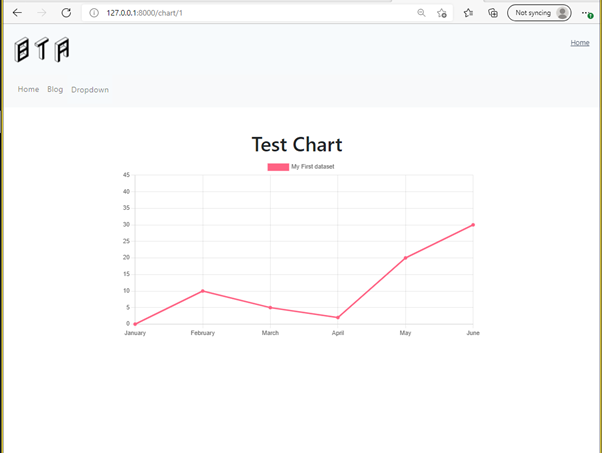 127.0.0.1:8000/chart/1
Not syncing
BTA
Home
Home Blog Dropdown
Test Chart
My First dataset
45
40
35
30
25
20
15
10
5
0
January February March April May June